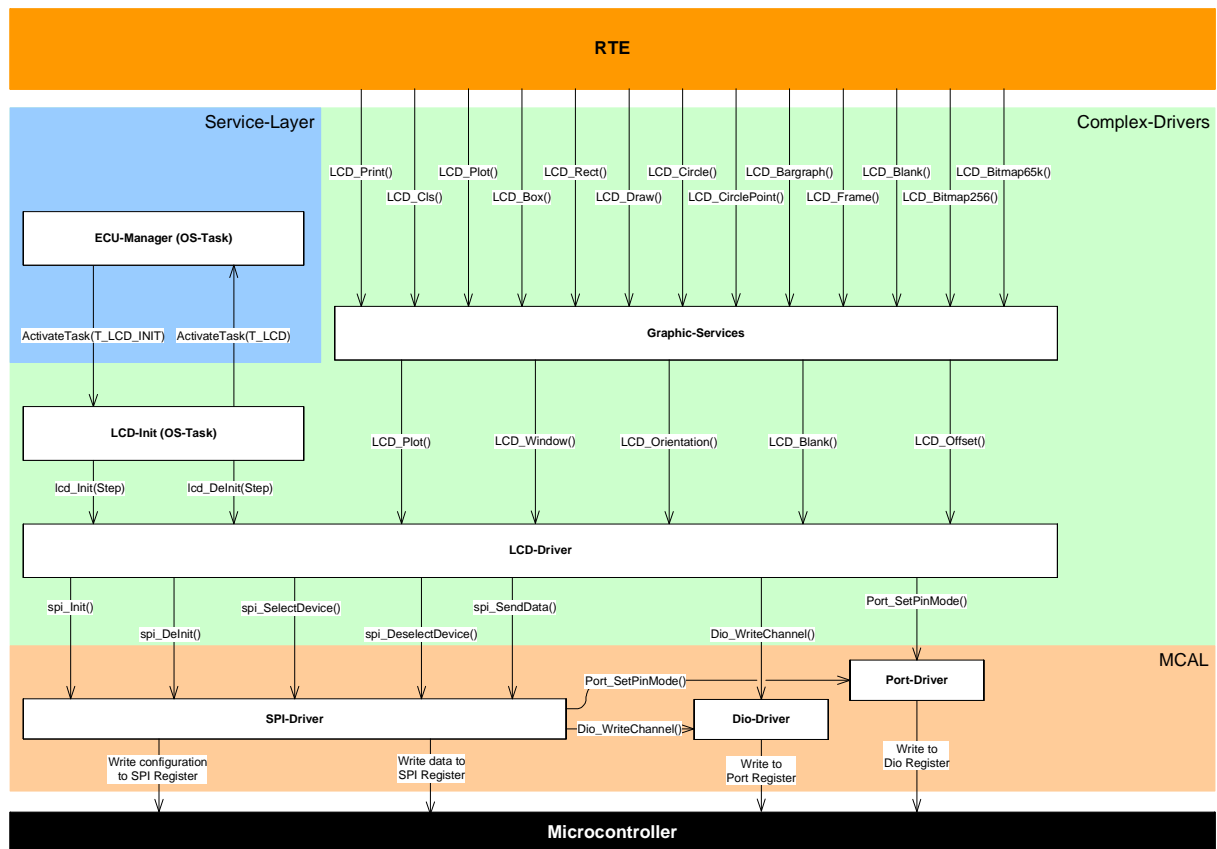 RTE
Service-Layer
Complex-Drivers
LCD_Print()
LCD_Plot()
LCD_Rect()
LCD_Circle()
LCD_Bargraph()
LCD_Blank()
LCD_Bitmap65k()
LCD_Cls()
LCD_Box()
LCD_Draw()
LCD_CirclePoint()
LCD_Frame()
LCD_Bitmap256()
ECU-Manager (OS-Task)
ActivateTask(T_LCD_INIT)
ActivateTask(T_LCD)
Graphic-Services
LCD-Init (OS-Task)
LCD_Plot()
LCD_Window()
LCD_Orientation()
LCD_Blank()
LCD_Offset()
lcd_Init(Step)
lcd_DeInit(Step)
LCD-Driver
spi_Init()
spi_SelectDevice()
spi_SendData()
Port_SetPinMode()
spi_DeInit()
spi_DeselectDevice()
Dio_WriteChannel()
MCAL
Port_SetPinMode()
Port-Driver
SPI-Driver
Dio_WriteChannel()
Dio-Driver
Write configuration
to SPI Register
Write data to
SPI Register
Write to
Port Register
Write to
Dio Register
Microcontroller